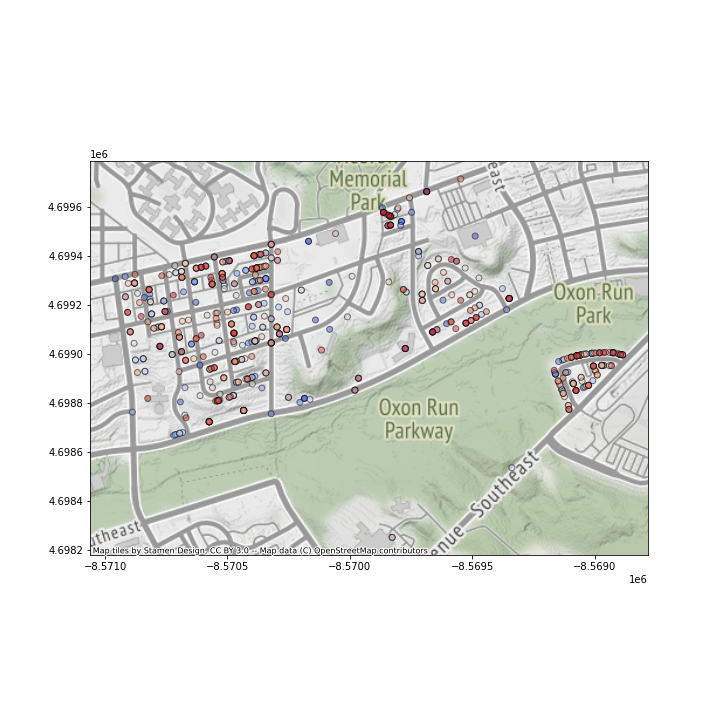 1e6
Memorial
Park
east
4.6996
4.6994
4.6992
4.6990
4.6988
4.6986
4.6984
4.6982
Oxon Run
Park
Oxon Run
Parkway
Southeast
enue
utheast
Map tiles by Stamen Design, CC BY 3.0 -- Map data (C) OpenStreetMap contributors
−8.5710
−8.5705
−8.5700
−8.5695
−8.5690
1e6